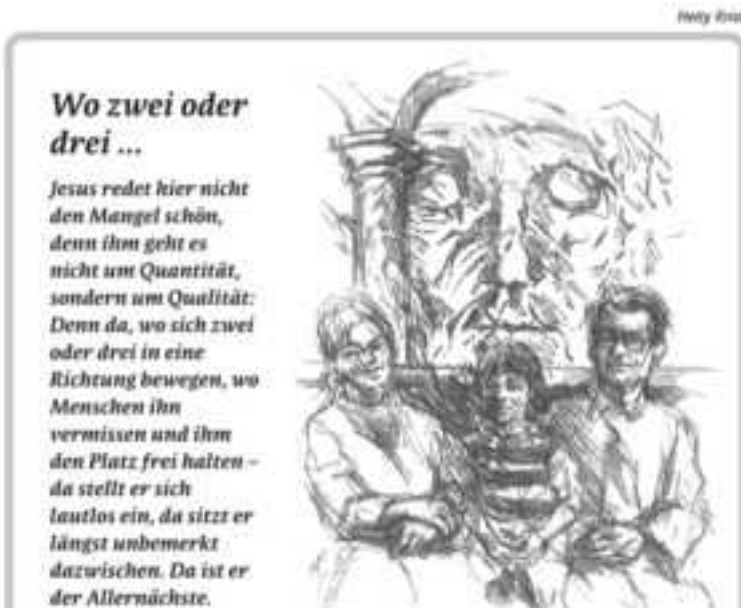 Wo zwei oder
drei ...
Jesus redet hier nicht
den Mangel schön,
denn ihm geht es
nicht um Quantität,
sondern um Qualität:
Denn da, wo sich zwei
oder drei in eine
Richtung bewegen, wo
Menschen ihn
vermissen und ihm
den Platz frei halten –
da stellt er sich
lautlos ein, da sitzt er
längst unbemerkt
dazwischen. Da ist er
der Allernächste.